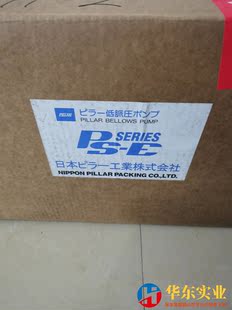 PILLAR
ピラー低脈圧ポンプ
PILLAR BELLOWS PUMP
PS-E SERIES
日本ピラー工業株式会社
NIPPON PILLAR PACKING CO.,LTD.
华东实业